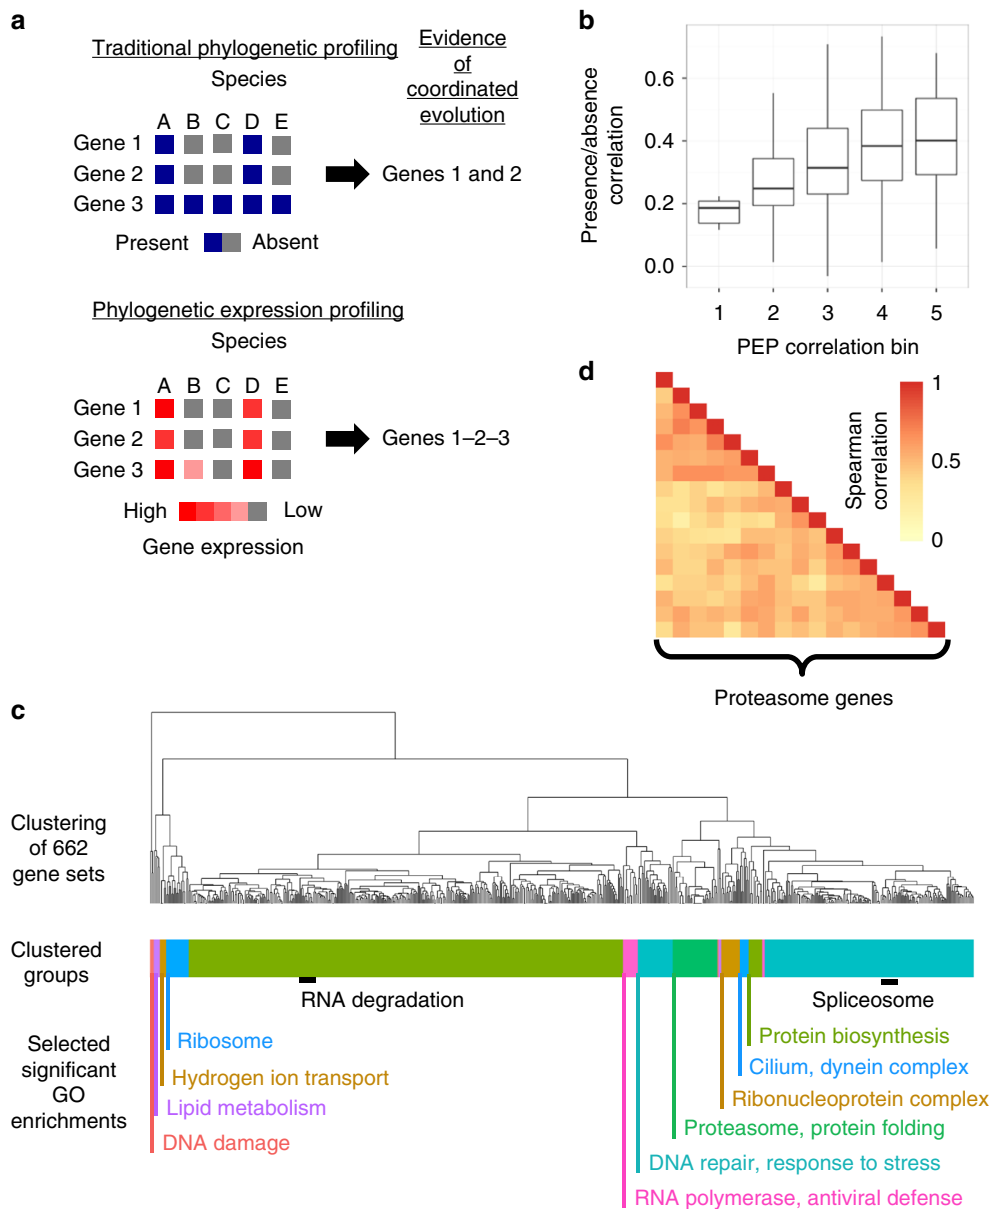 a
Traditional phylogenetic profiling
Species
A B C D E
Gene 1
Gene 2
Gene 3
Present Absent
Evidence
of
coordinated
evolution
Genes 1 and 2
Phylogenetic expression profiling
Species
A B C D E
Gene 1
Gene 2
Gene 3
High Low
Gene expression
Genes 1–2–3
b
Presence/absence
correlation
0.6
0.4
0.2
0.0
1 2 3 4 5
PEP correlation bin
d
Spearman
correlation
1
0.5
0
Proteasome genes
c
Clustering
of 662
gene sets
Clustered
groups
RNA degradation
Spliceosome
Selected
significant
GO
enrichments
Ribosome
Hydrogen ion transport
Lipid metabolism
DNA damage
Protein biosynthesis
Cilium, dynein complex
Ribonucleoprotein complex
Proteasome, protein folding
DNA repair, response to stress
RNA polymerase, antiviral defense